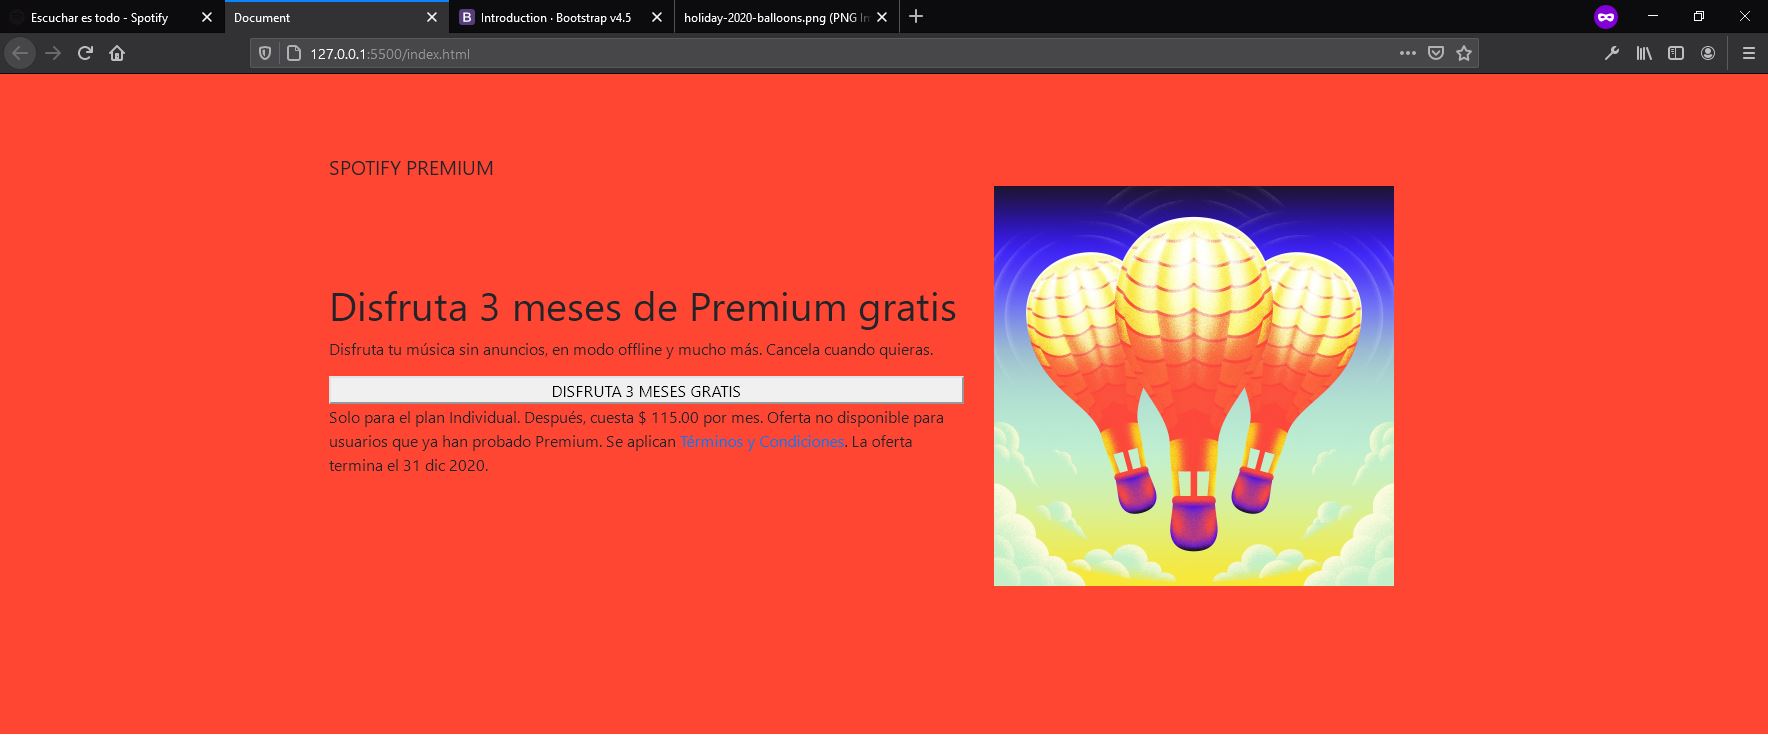 Escuchar es todo - Spotify
Document
B Introduction · Bootstrap v4.5
holiday-2020-balloons.png (PNG Im
127.0.0.1:5500/index.html
SPOTIFY PREMIUM
Disfruta 3 meses de Premium gratis
Disfruta tu música sin anuncios, en modo offline y mucho más. Cancela cuando quieras.
DISFRUTA 3 MESES GRATIS
Solo para el plan Individual. Después, cuesta $ 115.00 por mes. Oferta no disponible para
usuarios que ya han probado Premium. Se aplican Términos y Condiciones. La oferta
termina el 31 dic 2020.